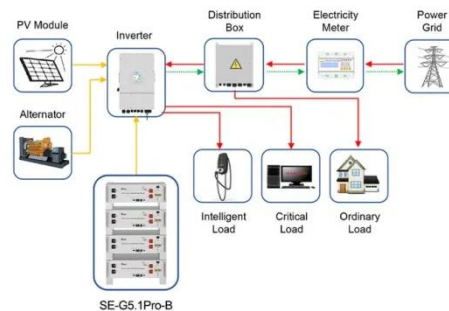 PV Module
Inverter
Distribution
Box
Electricity
Meter
Power
Grid
Alternator
Intelligent
Load
Critical
Load
Ordinary
Load
SE-G5.1Pro-B